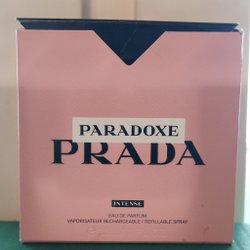 PARADOXE
PRADA
INTENSE
EAU DE PARFUM
VAPORISATEUR RECHARGEABLE / REFILLABLE SPRAY